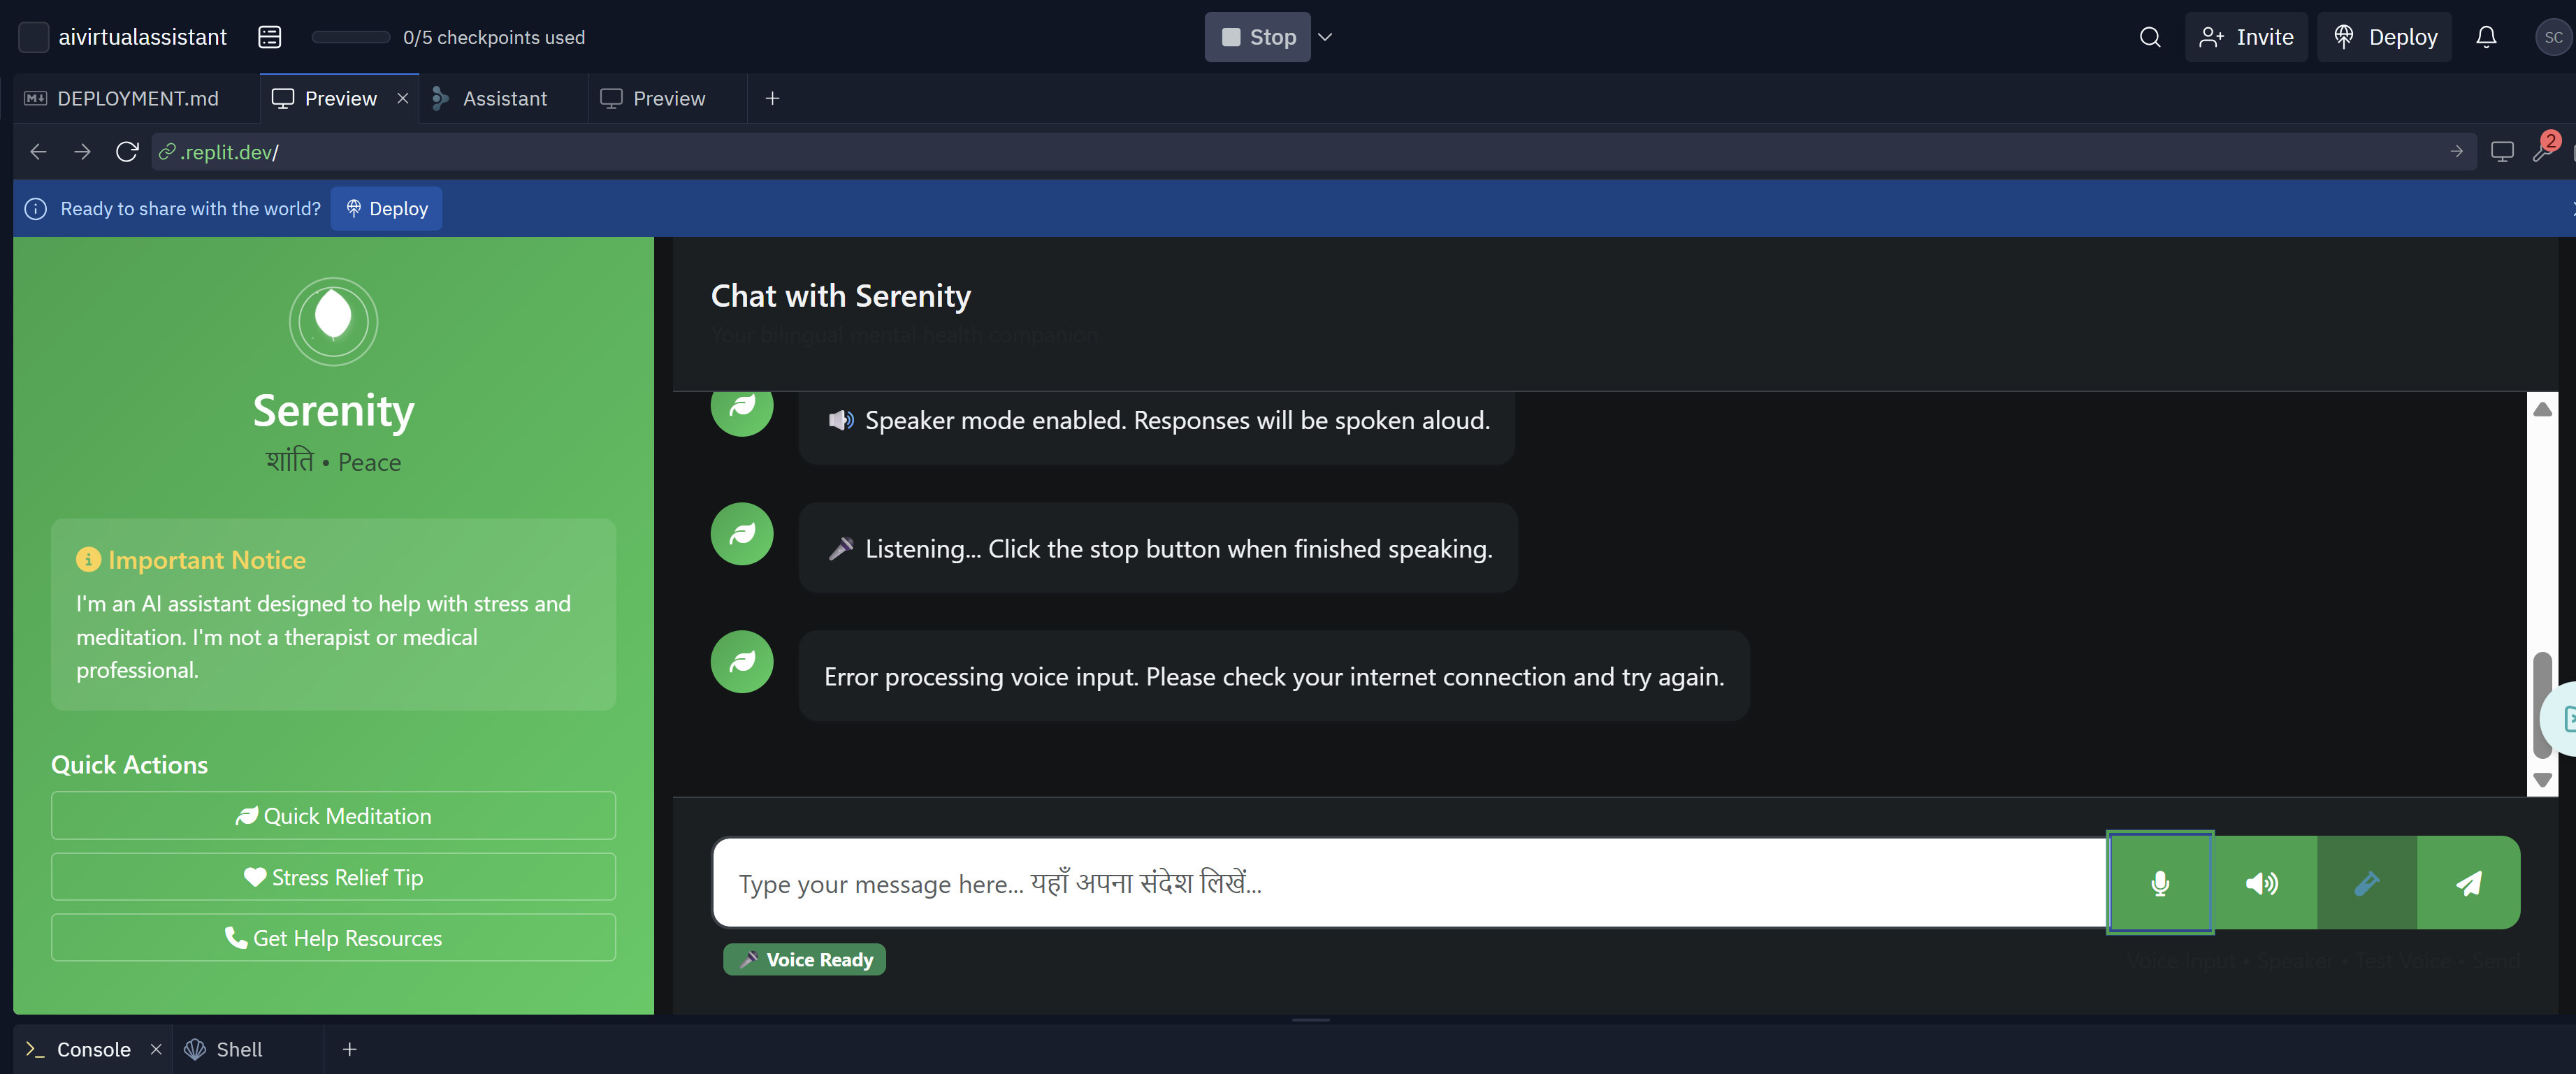 aivirtualassistant
0/5 checkpoints used
Stop
Invite
Deploy
SC
DEPLOYMENT.md
Preview
Assistant
Preview
.replit.dev/
2
Ready to share with the world?
Deploy
Serenity
शांति • Peace
Important Notice
I'm an AI assistant designed to help with stress and
meditation. I'm not a therapist or medical
professional.
Quick Actions
Quick Meditation
Stress Relief Tip
Get Help Resources
Chat with Serenity
Your bilingual mental health companion
Speaker mode enabled. Responses will be spoken aloud.
Listening... Click the stop button when finished speaking.
Error processing voice input. Please check your internet connection and try again.
Type your message here... यहाँ अपना संदेश लिखें...
Voice Ready
Voice Input • Speaker • Test Voice • Send
Console
Shell